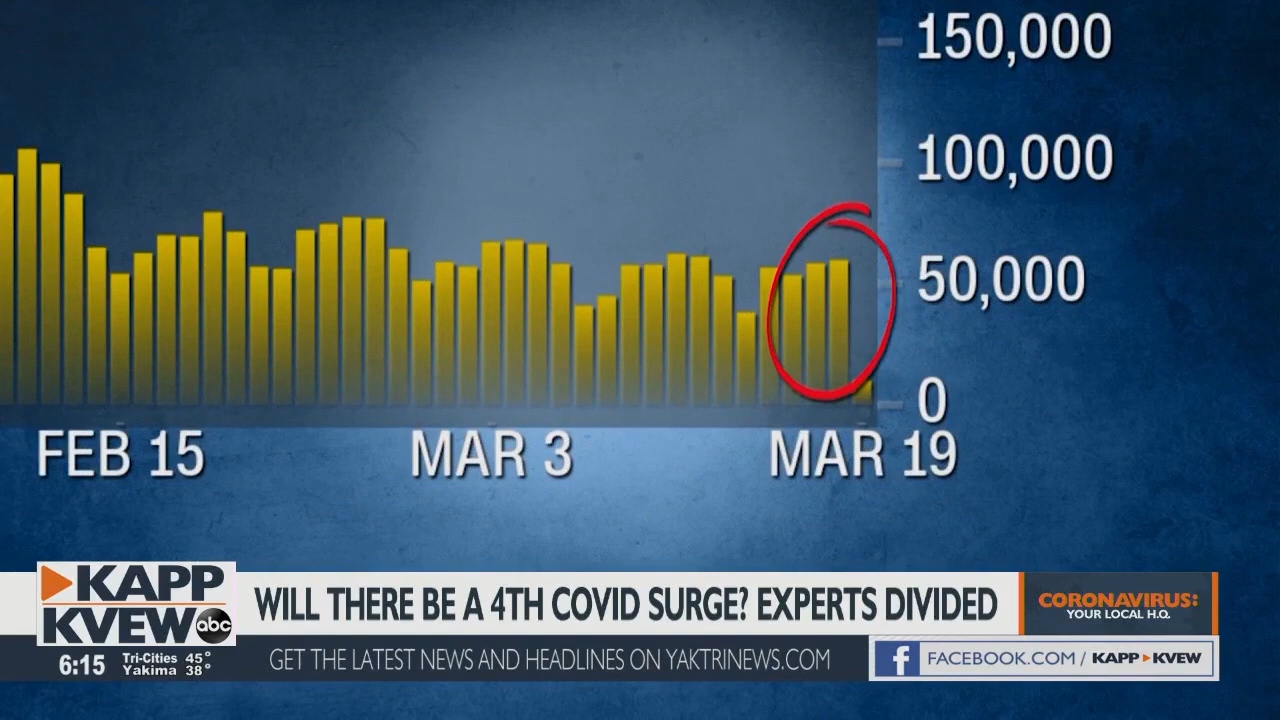 150,000
100,000
50,000
0
FEB 15 MAR 3 MAR 19
KAPP
KVEW abc
WILL THERE BE A 4TH COVID SURGE? EXPERTS DIVIDED
CORONAVIRUS:
YOUR LOCAL H.Q.
6:15 Tri-Cities 45°
Yakima 38°
GET THE LATEST NEWS AND HEADLINES ON YAKTRINEWS.COM
f FACEBOOK.COM / KAPP KVEW